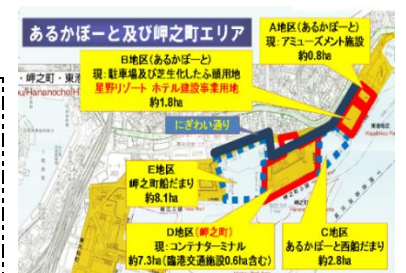 あるかぽーと及び岬之町エリア
A地区(あるかぽーと)
現:アミューズメント施設
約0.8ha
B地区(あるかぽーと)
現:駐車場及び芝生化したふ頭用地
星野リゾート ホテル建設事業用地
約1.8ha
・岬之町・東港
にぎわい通り
E地区
岬之町船だまり
約8.1ha
D地区(岬之町)
現:コンテナターミナル
約7.3ha(臨港交通施設0.6ha含む)
C地区
あるかぽーと西船だまり
約2.8ha